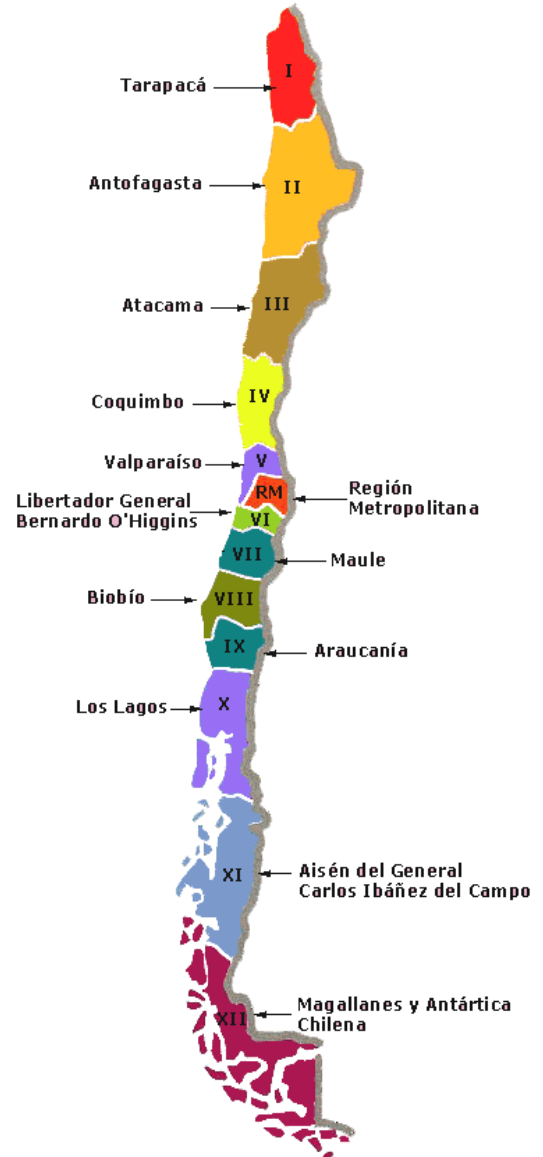 I
Tarapacá
Antofagasta
II
Atacama
III
Coquimbo
IV
Valparaíso
V
RM
Región
Metropolitana
Libertador General
Bernardo O'Higgins
VI
VII
Maule
Biobío
VIII
IX
Araucanía
Los Lagos
X
XI
Aisén del General
Carlos Ibáñez del Campo
XII
Magallanes y Antártica
Chilena